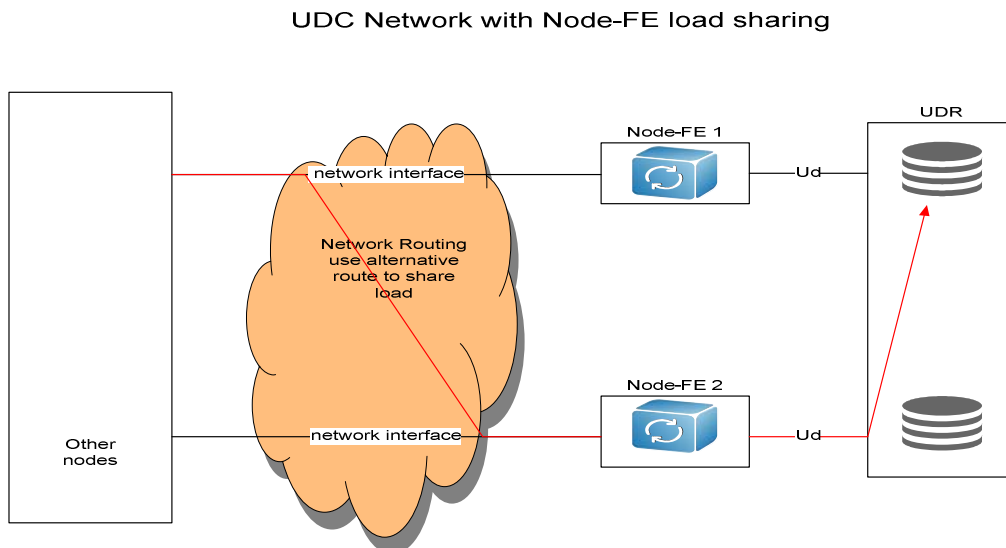 UDC Network with Node-FE load sharing
UDR
Node-FE 1
network interface
Ud
Network Routing
use alternative
route to share
load
Node-FE 2
network interface
Ud
Other
nodes